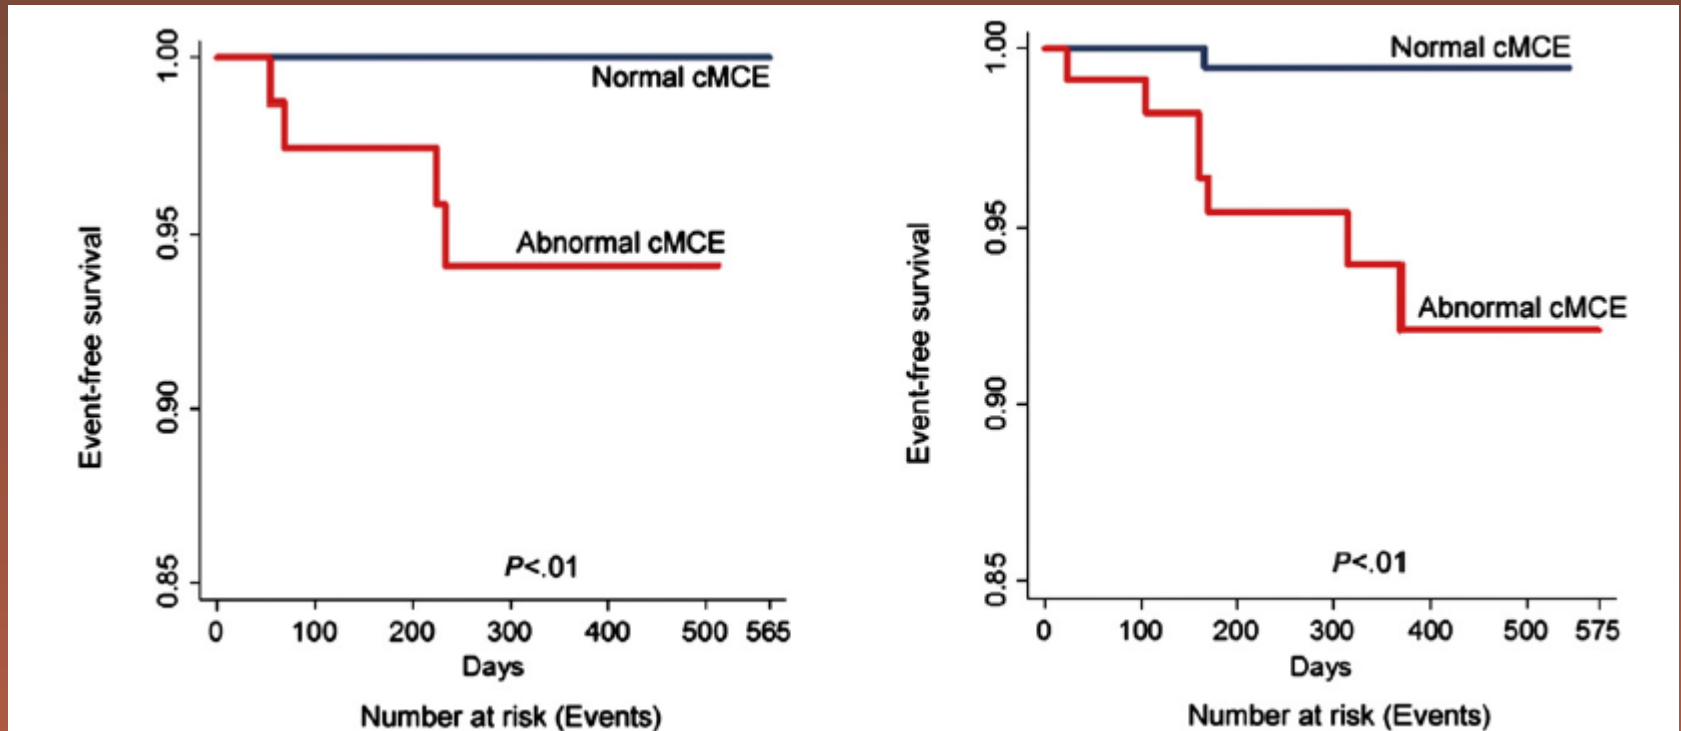 Event-free survival
1.00
0.95
0.90
0.85
Normal cMCE
Abnormal cMCE
P<.01
0 100 200 300 400 500 565
Days
Number at risk (Events)
Event-free survival
1.00
0.95
0.90
0.85
Normal cMCE
Abnormal cMCE
P<.01
0 100 200 300 400 500 575
Days
Number at risk (Events)